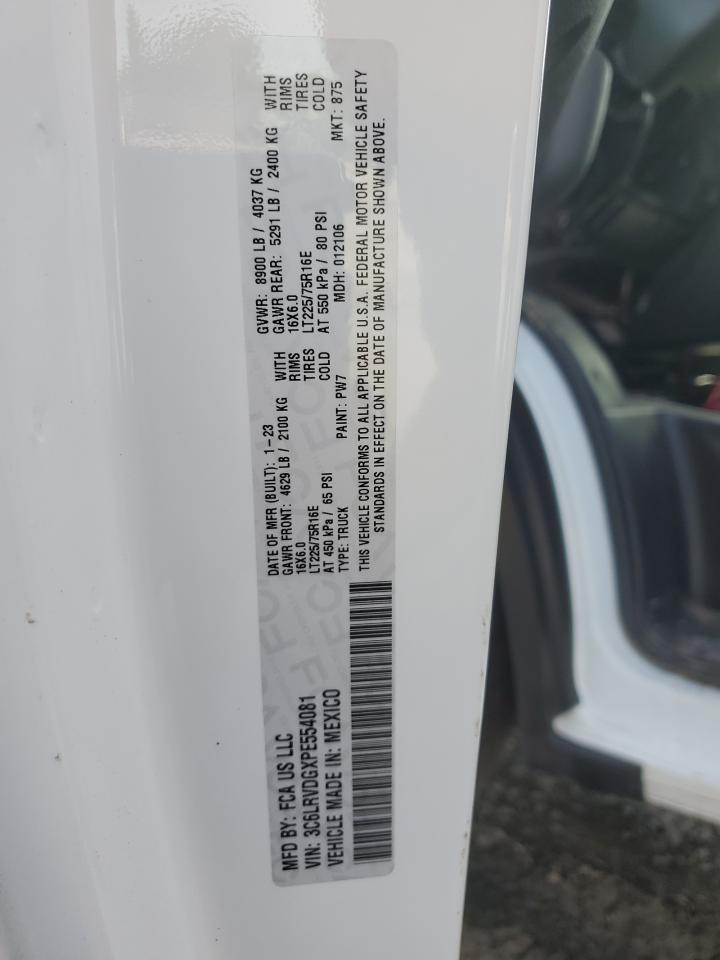 MFD BY: FCA US LLC
VIN: 3C6LRVDGXPE554081
VEHICLE MADE IN: MEXICO
DATE OF MFR (BUILT): 1-23
GAWR FRONT: 4629 LB / 2100 KG WITH
16X6.0 RIMS
LT225/75R16E TIRES
AT 450 kPa / 65 PSI COLD
TYPE: TRUCK PAINT: PW7
GVWR: 8900 LB / 4037 KG
GAWR REAR: 5291 LB / 2400 KG WITH
16X6.0 RIMS
LT225/75R16E TIRES
AT 550 kPa / 80 PSI COLD
MDH: 012106 MKT: 875
THIS VEHICLE CONFORMS TO ALL APPLICABLE U.S.A. FEDERAL MOTOR VEHICLE SAFETY
STANDARDS IN EFFECT ON THE DATE OF MANUFACTURE SHOWN ABOVE.